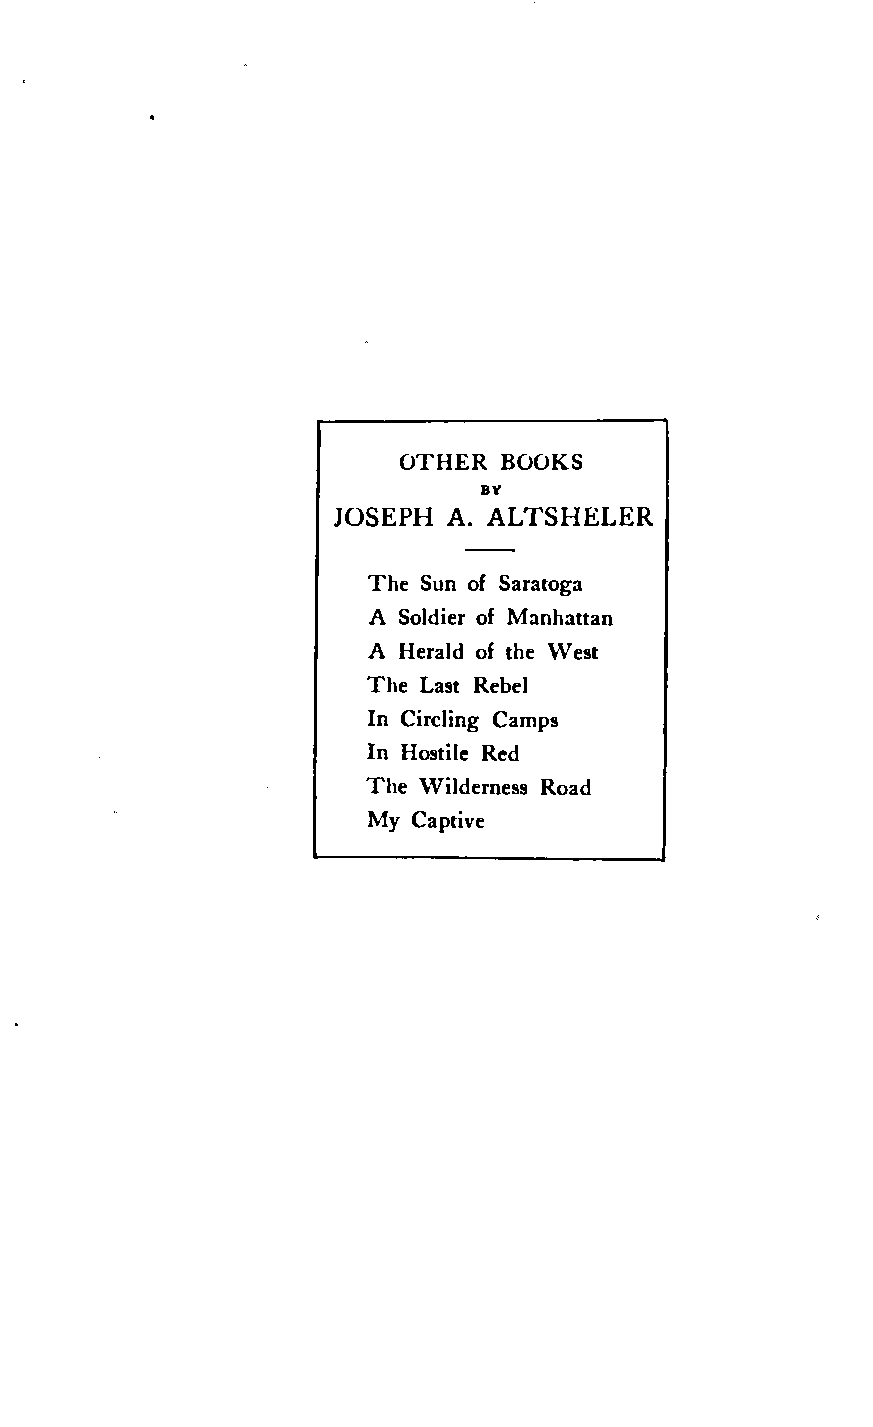 OTHER BOOKS
BY
JOSEPH A. ALTSHELER
The Sun of Saratoga
A Soldier of Manhattan
A Herald of the West
The Last Rebel
In Circling Camps
In Hostile Red
The Wilderness Road
My Captive